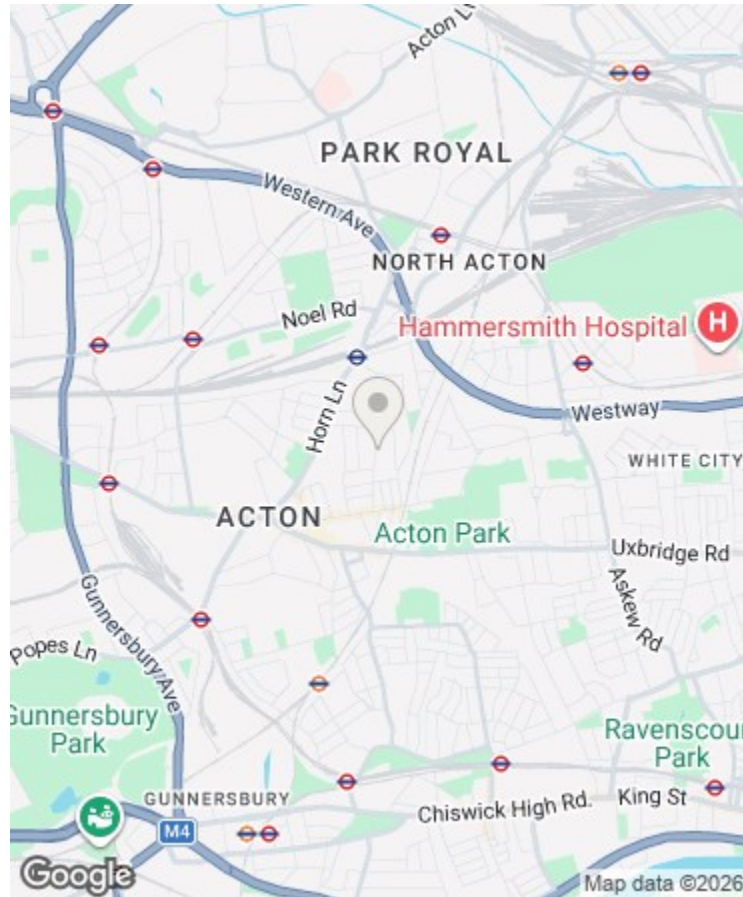 Acton L
PARK ROYAL
Western Ave
NORTH ACTON
Noel Rd
Hammersmith Hospital
H
Horn Ln
Westway
WHITE CITY
ACTON
Acton Park
Uxbridge Rd
Askew Rd
Gunnersbury Ave
Popes Ln
Gunnersbury
Park
Ravenscour
Park
GUNNERSBURY
Chiswick High Rd.
King St
M4
Google
Map data ©2026